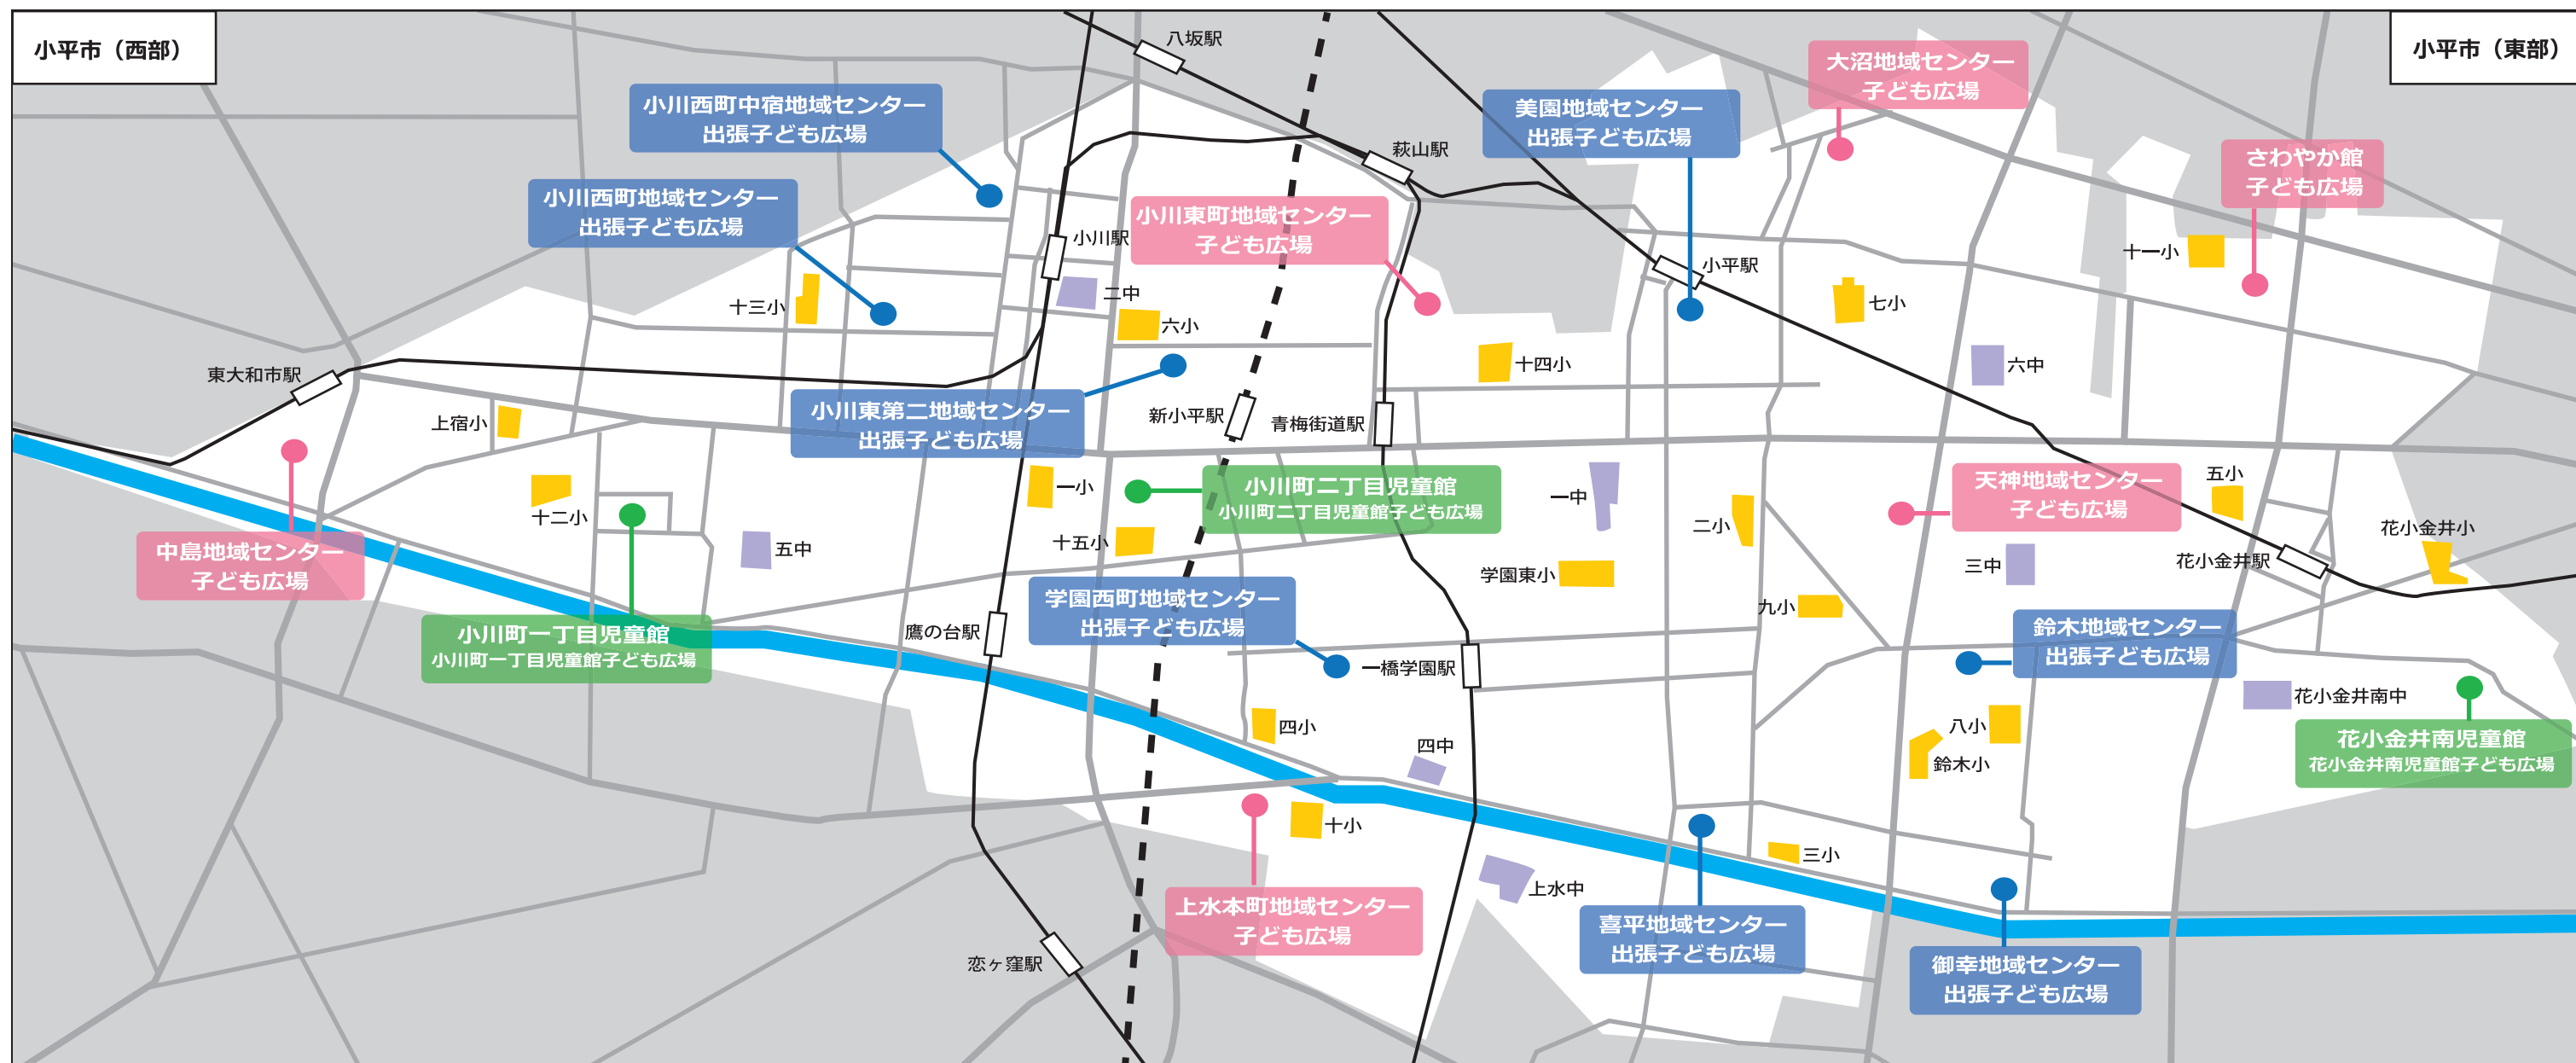 小平市（西部）
小平市（東部）
八坂駅
大沼地域センター
子ども広場
小川西町中宿地域センター
出張子ども広場
美園地域センター
出張子ども広場
萩山駅
さわやか館
子ども広場
小川西町地域センター
出張子ども広場
小川東町地域センター
子ども広場
小川駅
十一小
小平駅
二中
十三小
七小
六小
十四小
六中
東大和市駅
小川東第二地域センター
出張子ども広場
新小平駅
青梅街道駅
上宿小
一小
小川町二丁目児童館
小川町二丁目児童館子ども広場
一中
天神地域センター
子ども広場
五小
十二小
二小
花小金井小
十五小
五中
中島地域センター
子ども広場
学園東小
三中
花小金井駅
九小
学園西町地域センター
出張子ども広場
鷹の台駅
小川町一丁目児童館
小川町一丁目児童館子ども広場
鈴木地域センター
出張子ども広場
一橋学園駅
花小金井南中
四小
八小
四中
花小金井南児童館
花小金井南児童館子ども広場
鈴木小
十小
三小
上水中
上水本町地域センター
子ども広場
喜平地域センター
出張子ども広場
恋ヶ窪駅
御幸地域センター
出張子ども広場